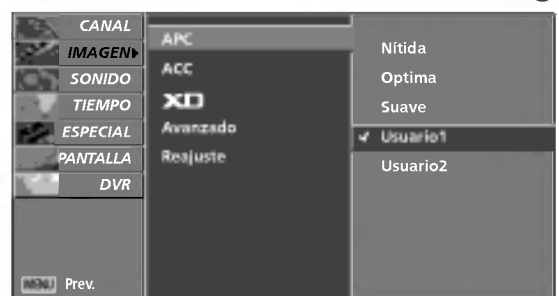 CANAL
IMAGEN
SONIDO
TIEMPO
ESPECIAL
PANTALLA
DVR
MENU Prev.
APC
ACC
XD
Avanzado
Reajuste
Nítida
Optima
Suave
✔ Usuario1
Usuario2